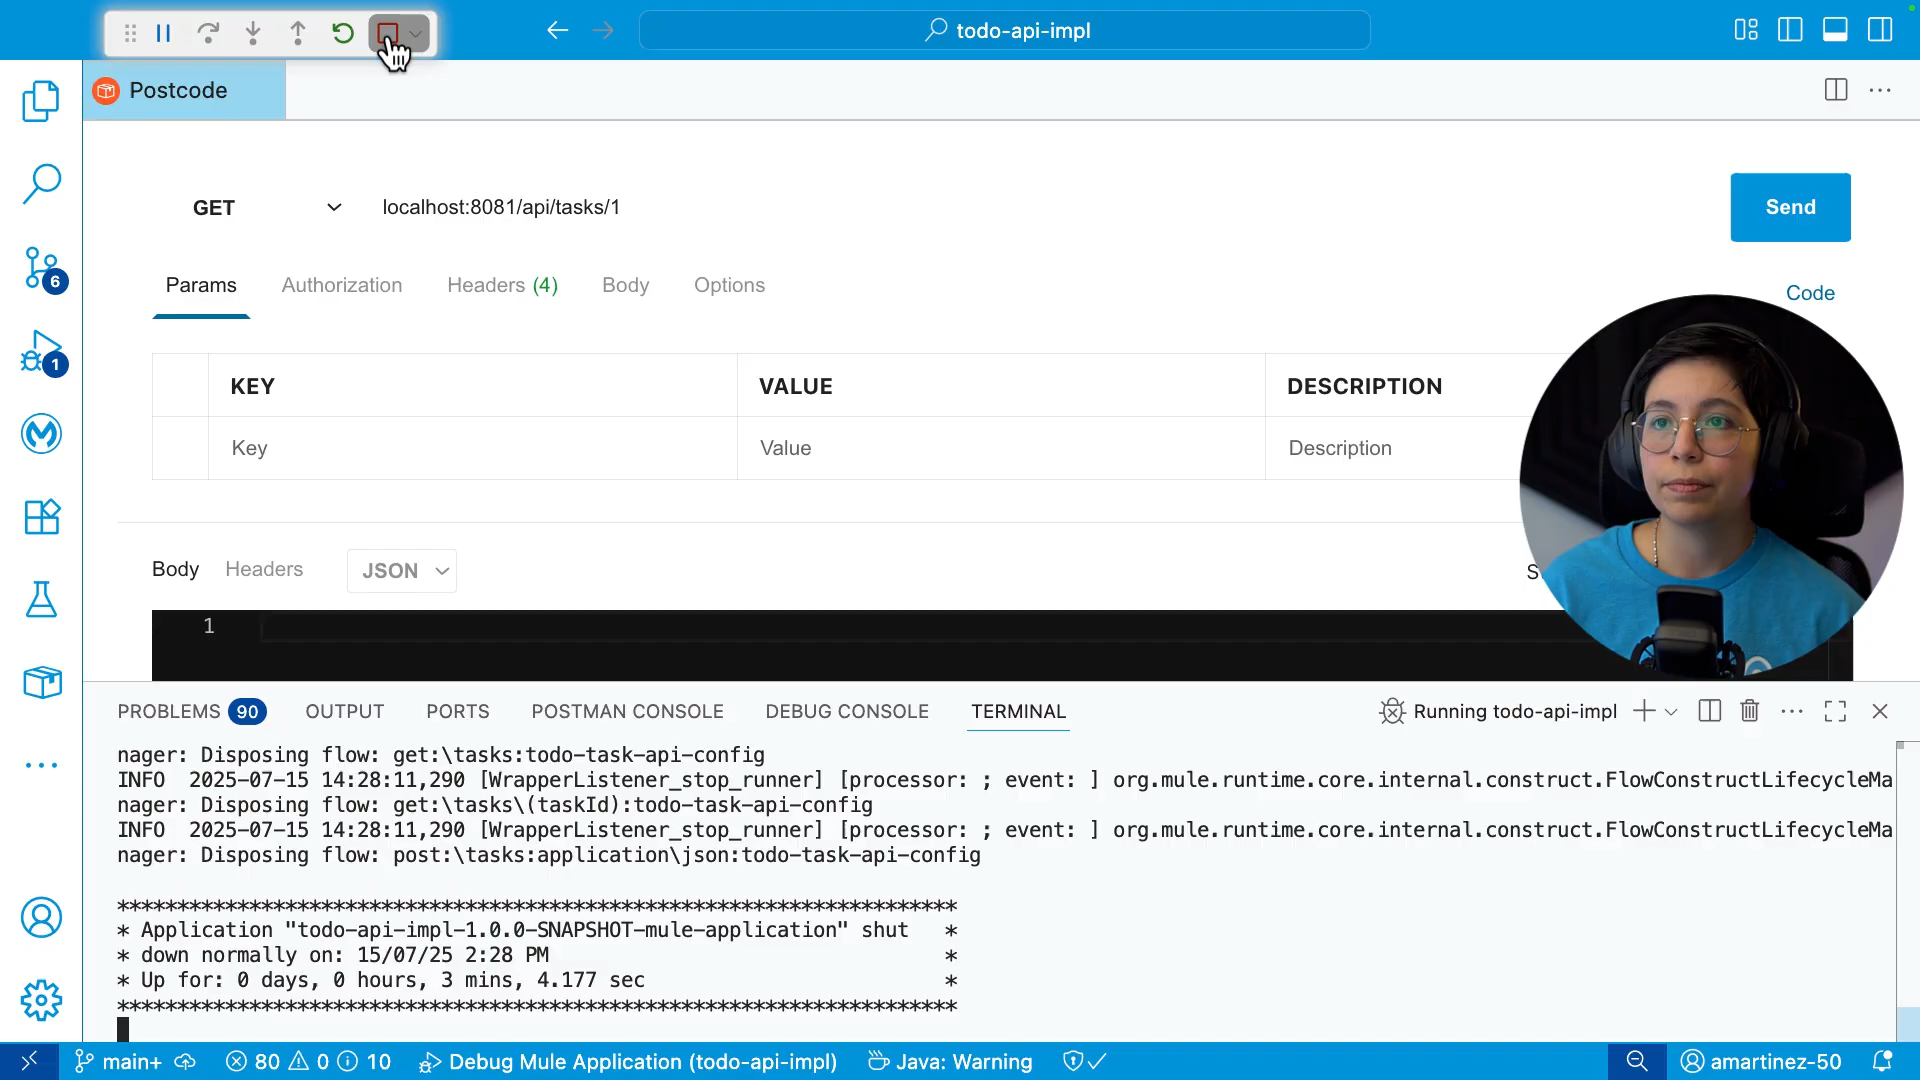 todo-api-impl
Postcode
GET
localhost:8081/api/tasks/1
Send
Params
Authorization
Headers (4)
Body
Options
Code
KEY
VALUE
DESCRIPTION
Key
Value
Description
Body
Headers
JSON
1
6
1
PROBLEMS 90
OUTPUT
PORTS
POSTMAN CONSOLE
DEBUG CONSOLE
TERMINAL
Running todo-api-impl
nager: Disposing flow: get:\tasks:todo-task-api-config
INFO  2025-07-15 14:28:11,290 [WrapperListener_stop_runner] [processor: ; event: ] org.mule.runtime.core.internal.construct.FlowConstructLifecycleMa
nager: Disposing flow: get:\tasks\(taskId):todo-task-api-config
INFO  2025-07-15 14:28:11,290 [WrapperListener_stop_runner] [processor: ; event: ] org.mule.runtime.core.internal.construct.FlowConstructLifecycleMa
nager: Disposing flow: post:\tasks:application\json:todo-task-api-config
**********************************************************************
* Application "todo-api-impl-1.0.0-SNAPSHOT-mule-application" shut   *
* down normally on: 15/07/25 2:28 PM                                 *
* Up for: 0 days, 0 hours, 3 mins, 4.177 sec                         *
**********************************************************************
main+
80
0
10
Debug Mule Application (todo-api-impl)
Java: Warning
amartinez-50